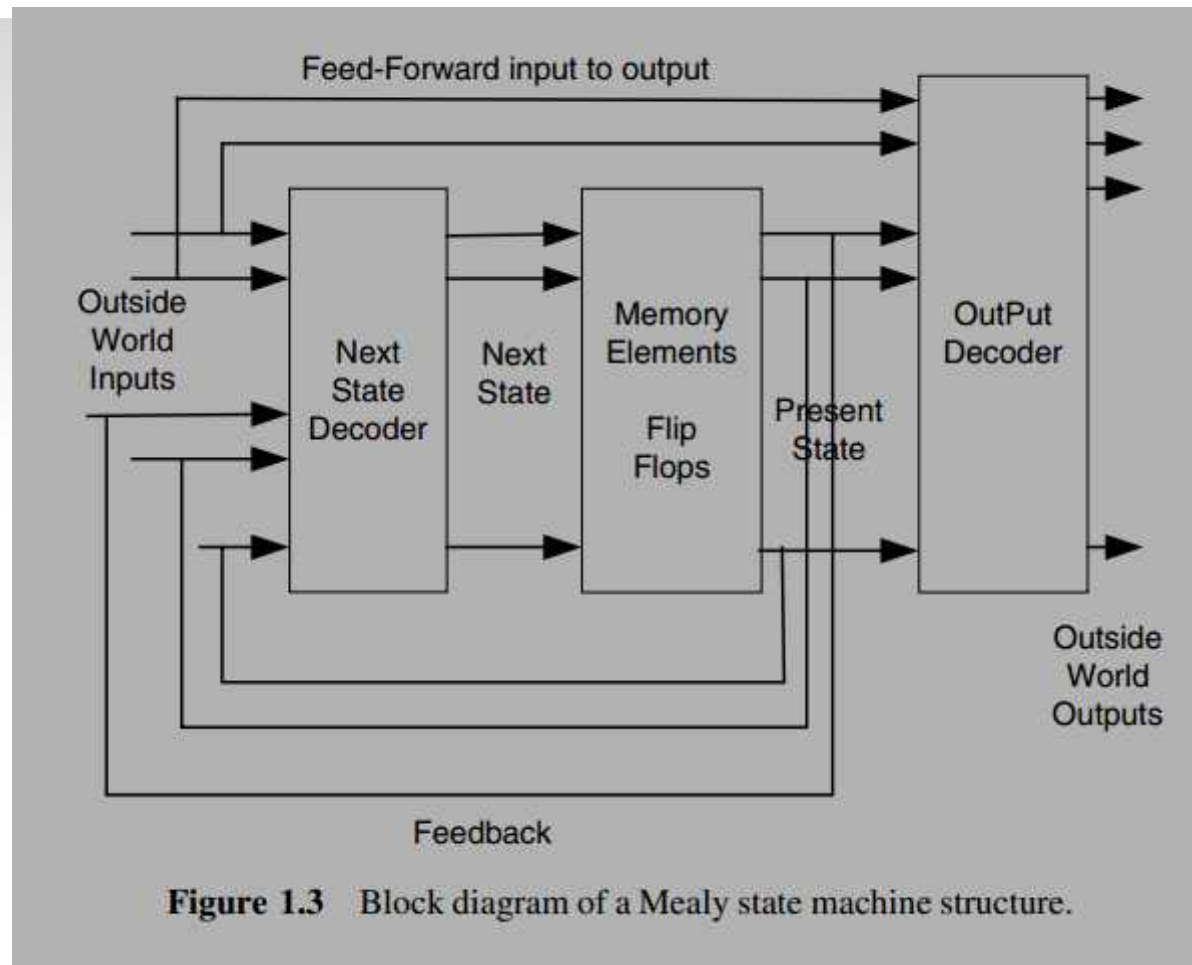 Feed-Forward input to output
Outside
World
Inputs
Next
State
Decoder
Next
State
Memory
Elements
Flip
Flops
Present
State
OutPut
Decoder
Outside
World
Outputs
Feedback
Figure 1.3 Block diagram of a Mealy state machine structure.